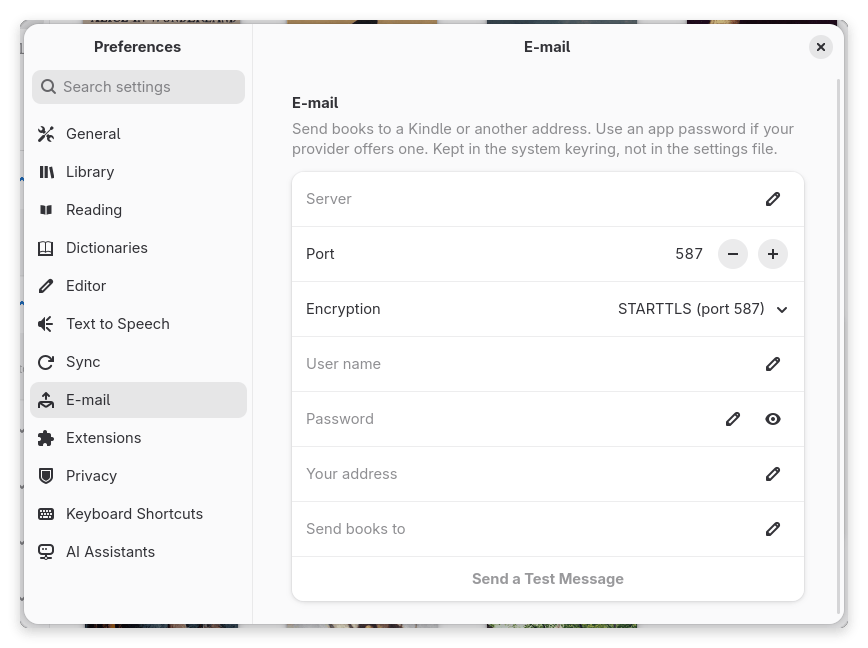 Preferences
E-mail
Search settings
General
Library
Reading
Dictionaries
Editor
Text to Speech
Sync
E-mail
Extensions
Privacy
Keyboard Shortcuts
AI Assistants
E-mail
Send books to a Kindle or another address. Use an app password if your
provider offers one. Kept in the system keyring, not in the settings file.
Server
Port 587
Encryption STARTTLS (port 587)
User name
Password
Your address
Send books to
Send a Test Message